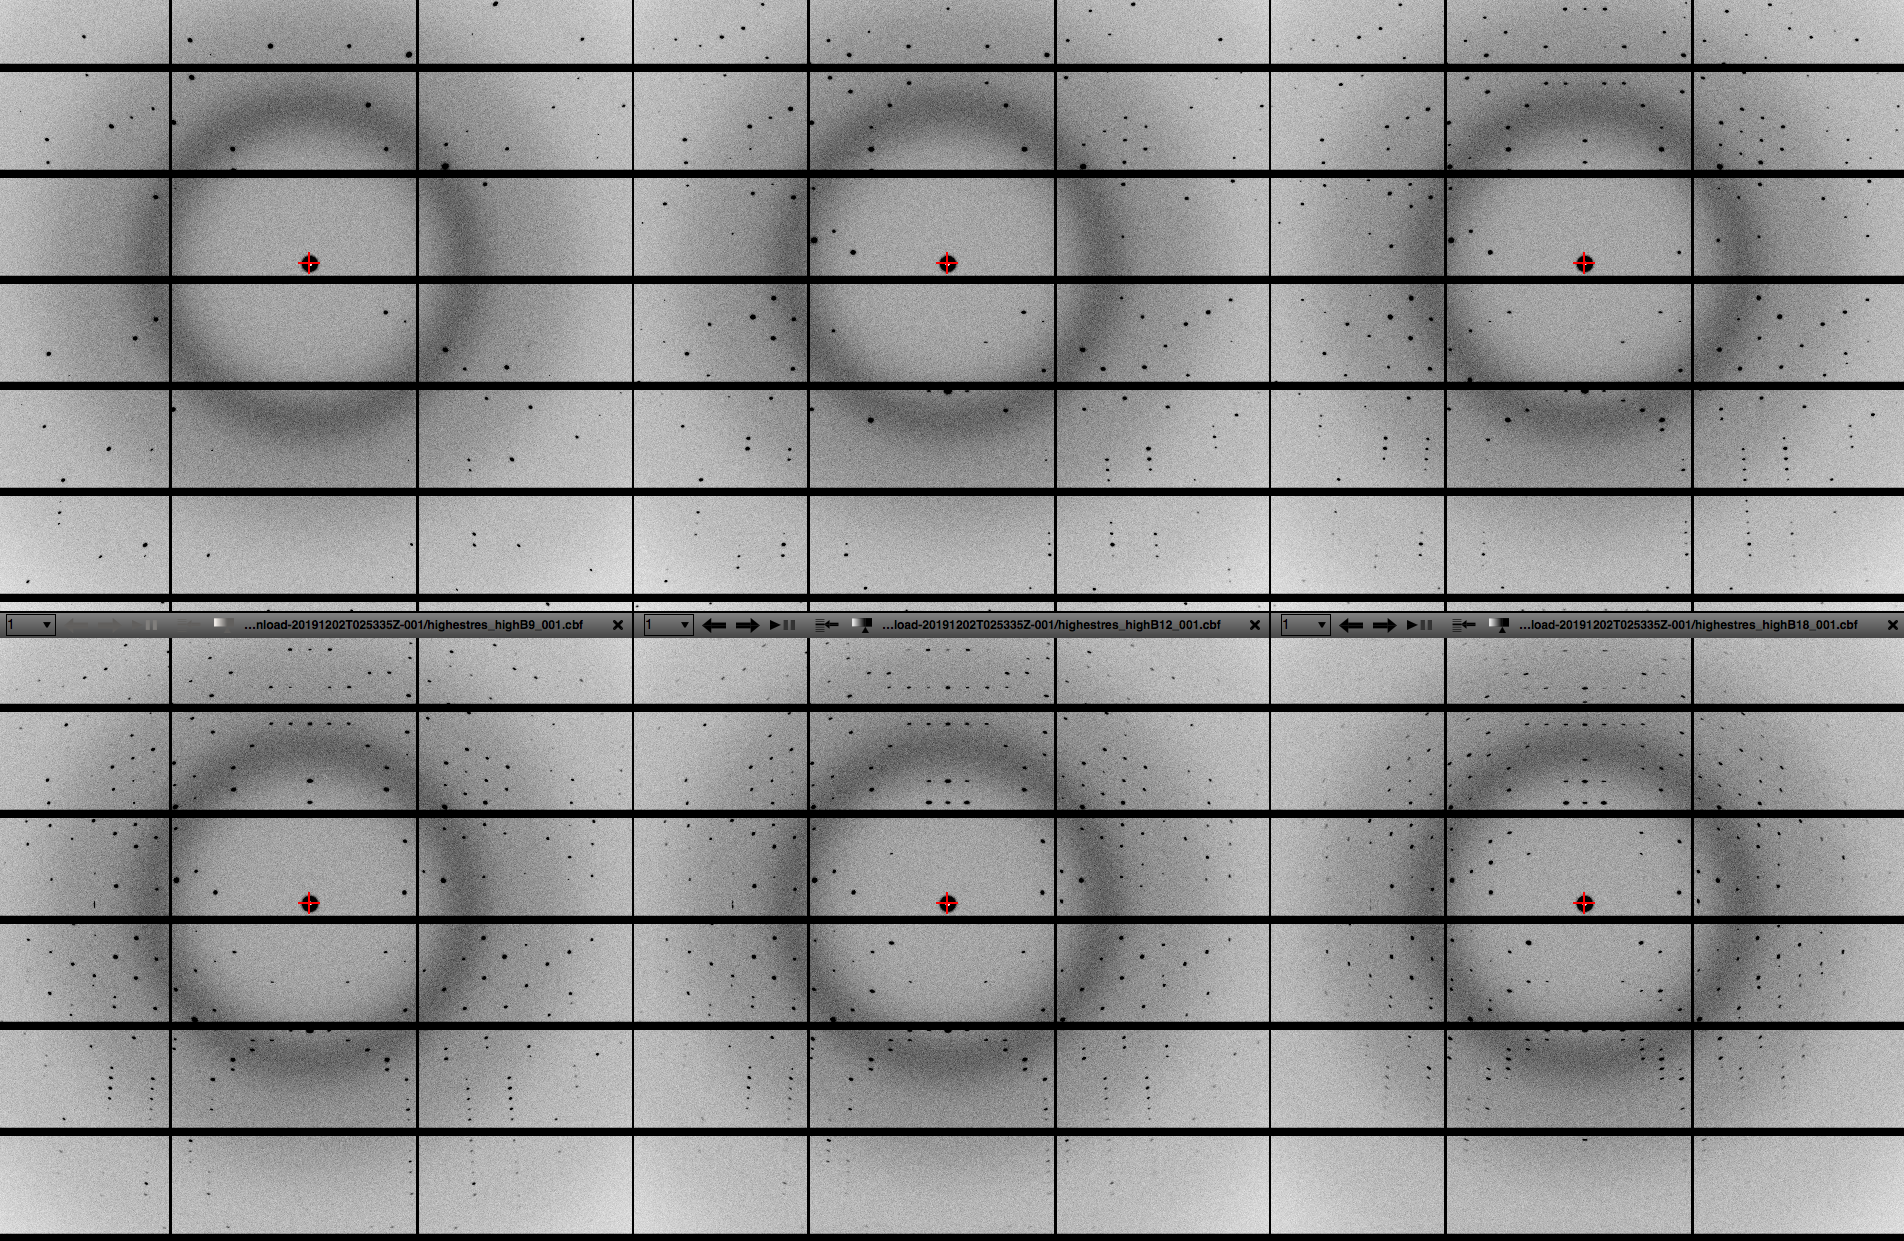 1 ...nload-20191202T025335Z-001/highestres_highB9_001.cbf
1 ...load-20191202T025335Z-001/highestres_highB12_001.cbf
1 ...load-20191202T025335Z-001/highestres_highB18_001.cbf